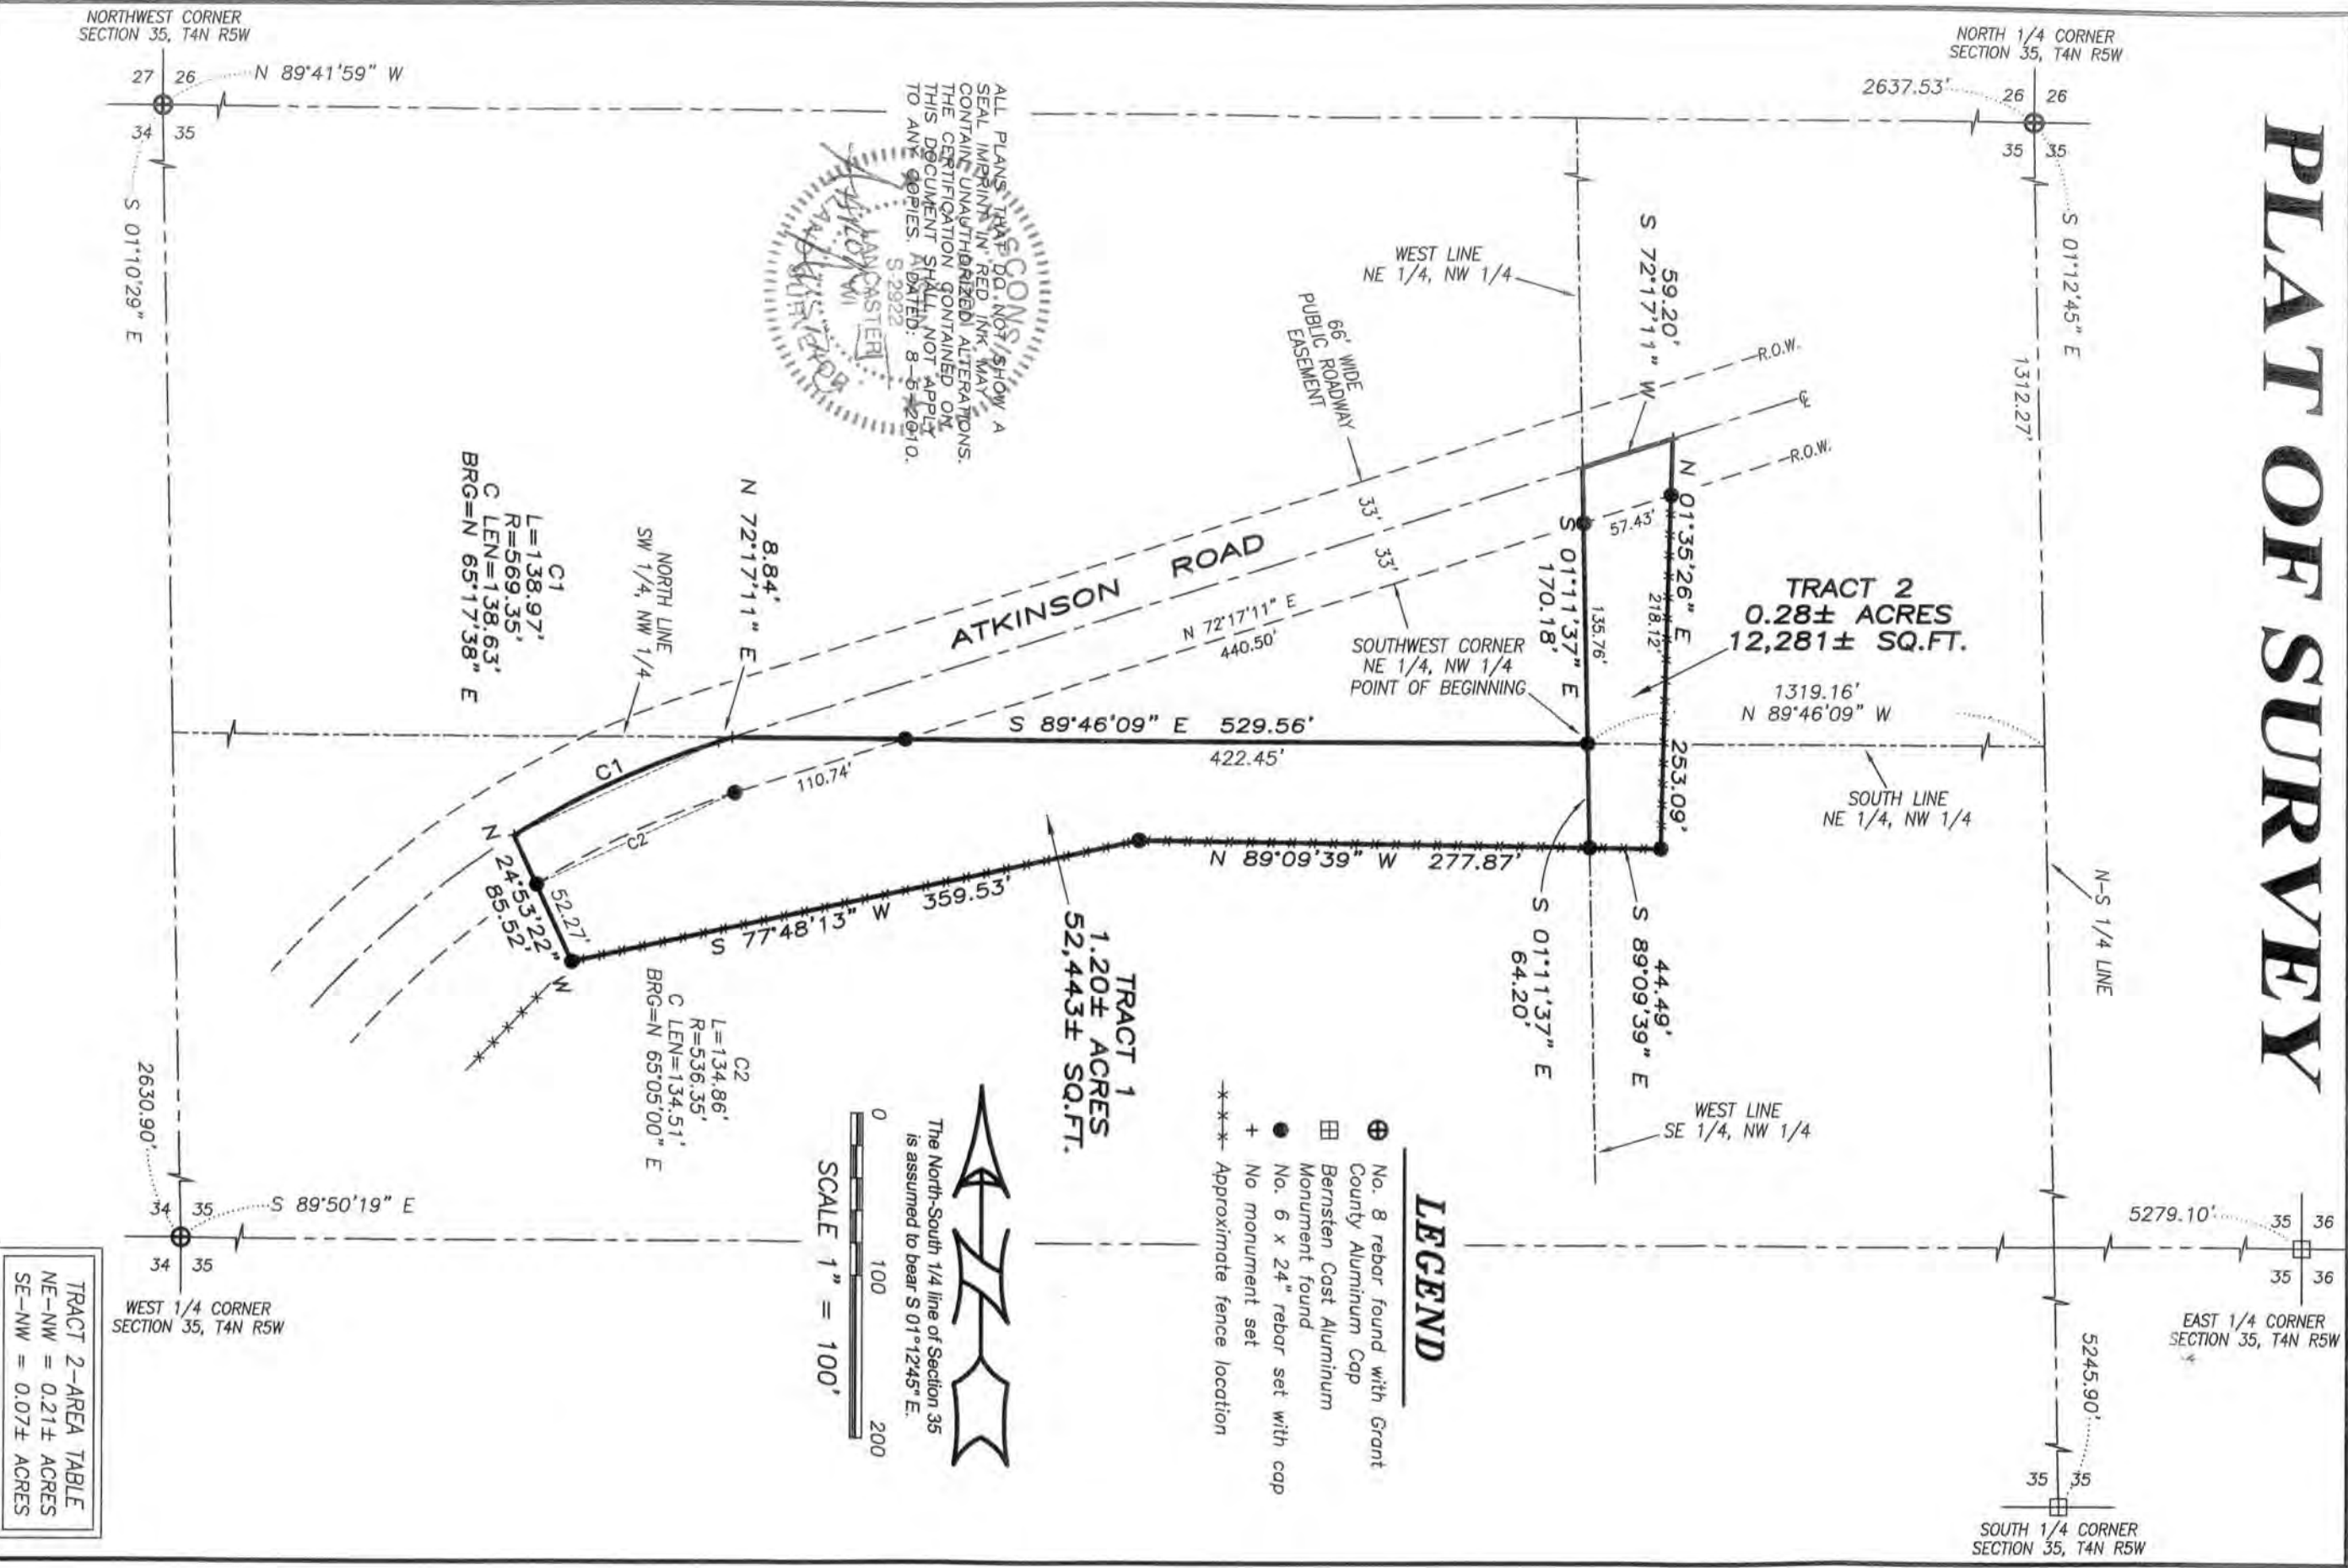 PLAT OF SURVEY
NORTHWEST CORNER
SECTION 35, T4N R5W
27 26
34 35
N 89°41'59" W
S 01°10'29" E
NORTH 1/4 CORNER
SECTION 35, T4N R5W
2637.53'
26 26
35 35
S 01°12'45" E
1312.27'
ALL PLANS THAT DO NOT SHOW A
SEAL IMPRINT IN RED INK MAY
CONTAIN UNAUTHORIZED ALTERATIONS.
THE CERTIFICATION CONTAINED ON
THIS DOCUMENT SHALL NOT APPLY
TO ANY COPIES. DATED: 8-6-2010.
WISCONSIN
S-2922
LANCASTER
WI
SURVEYOR
WEST LINE
NE 1/4, NW 1/4
59.20'
S 72°17'11" W
R.O.W.
R.O.W.
66' WIDE
PUBLIC ROADWAY
EASEMENT
33'
33'
ATKINSON ROAD
N 72°17'11" E
440.50'
57.43'
N 01°35'26" E
218.12'
253.09'
S 01°11'37" E
170.18'
135.76'
TRACT 2
0.28± ACRES
12,281± SQ.FT.
1319.16'
N 89°46'09" W
SOUTHWEST CORNER
NE 1/4, NW 1/4
POINT OF BEGINNING
SOUTH LINE
NE 1/4, NW 1/4
N-S 1/4 LINE
8.84'
N 72°17'11" E
NORTH LINE
SW 1/4, NW 1/4
C1
L=138.97'
R=569.35'
C LEN=138.63'
BRG=N 65°17'38" E
S 89°46'09" E 529.56'
422.45'
C1
110.74'
C2
N 24°53'22" W
85.52'
52.27'
S 77°48'13" W 359.53'
N 89°09'39" W 277.87'
44.49'
S 89°09'39" E
S 01°11'37" E
64.20'
TRACT 1
1.20± ACRES
52,443± SQ.FT.
C2
L=134.86'
R=536.35'
C LEN=134.51'
BRG=N 65°05'00" E
WEST LINE
SE 1/4, NW 1/4
LEGEND
No. 8 rebar found with Grant
County Aluminum Cap
Bernsten Cast Aluminum
Monument found
No. 6 x 24" rebar set with cap
No monument set
Approximate fence location
N
The North-South 1/4 line of Section 35
is assumed to bear S 01°12'45" E.
0 100 200
SCALE 1" = 100'
2630.90'
34 35
34 35
S 89°50'19" E
WEST 1/4 CORNER
SECTION 35, T4N R5W
5279.10'
35 36
35 36
EAST 1/4 CORNER
SECTION 35, T4N R5W
5245.90'
35 35
SOUTH 1/4 CORNER
SECTION 35, T4N R5W
TRACT 2-AREA TABLE
NE-NW = 0.21± ACRES
SE-NW = 0.07± ACRES